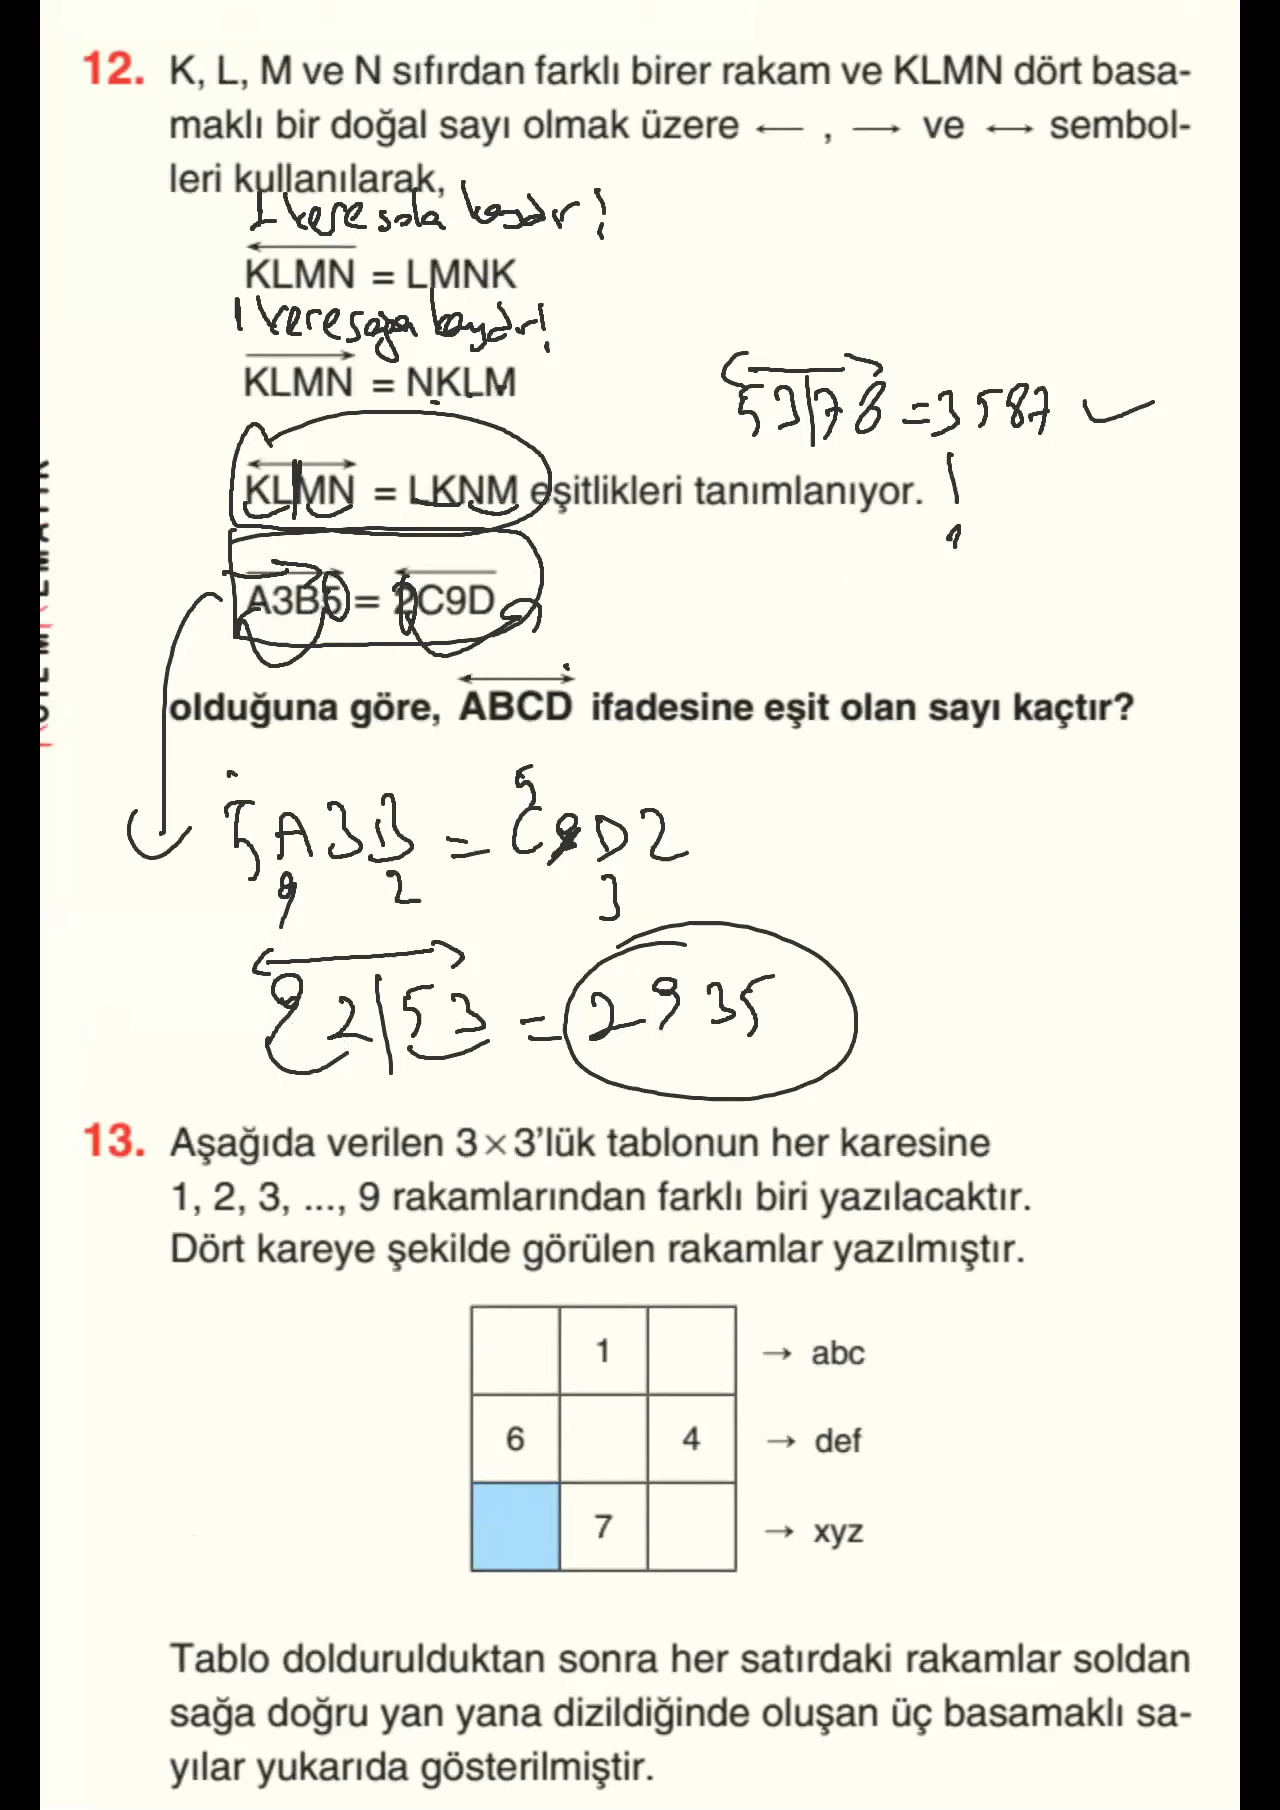 12. K, L, M ve N sıfırdan farklı birer rakam ve KLMN dört basa-
maklı bir doğal sayı olmak üzere ← , → ve ↔ sembol-
leri kullanılarak,
1 kere sola kaydır!
KLMN = LMNK
1 kere sağa kaydır!
KLMN = NKLM
5378 = 3587
KLMN = LKNM eşitlikleri tanımlanıyor.
A3B5 = 2C9D
olduğuna göre, ABCD ifadesine eşit olan sayı kaçtır?
5
5A3B = C9D2
9 2 3
9253 = 2935
13. Aşağıda verilen 3×3'lük tablonun her karesine
1, 2, 3, ..., 9 rakamlarından farklı biri yazılacaktır.
Dört kareye şekilde görülen rakamlar yazılmıştır.
1 → abc
6 4 → def
7 → xyz
Tablo doldurulduktan sonra her satırdaki rakamlar soldan
sağa doğru yan yana dizildiğinde oluşan üç basamaklı sa-
yılar yukarıda gösterilmiştir.